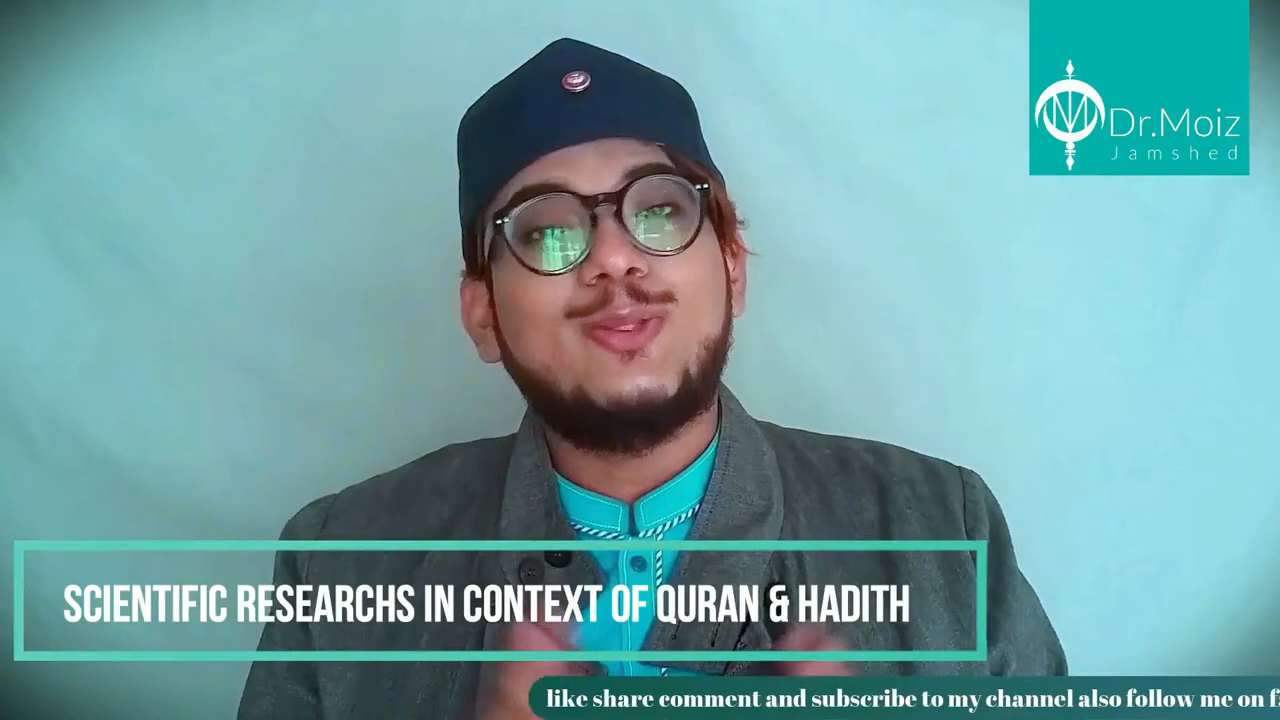 Dr.Moiz
Jamshed
SCIENTIFIC RESEARCHS IN CONTEXT OF QURAN & HADITH
like share comment and subscribe to my channel also follow me on f